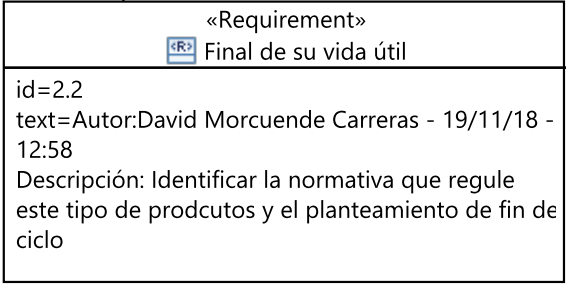 «Requirement»
<R> Final de su vida útil
id=2.2
text=Autor:David Morcuende Carreras - 19/11/18 -
12:58
Descripción: Identificar la normativa que regule
este tipo de prodcutos y el planteamiento de fin de
ciclo